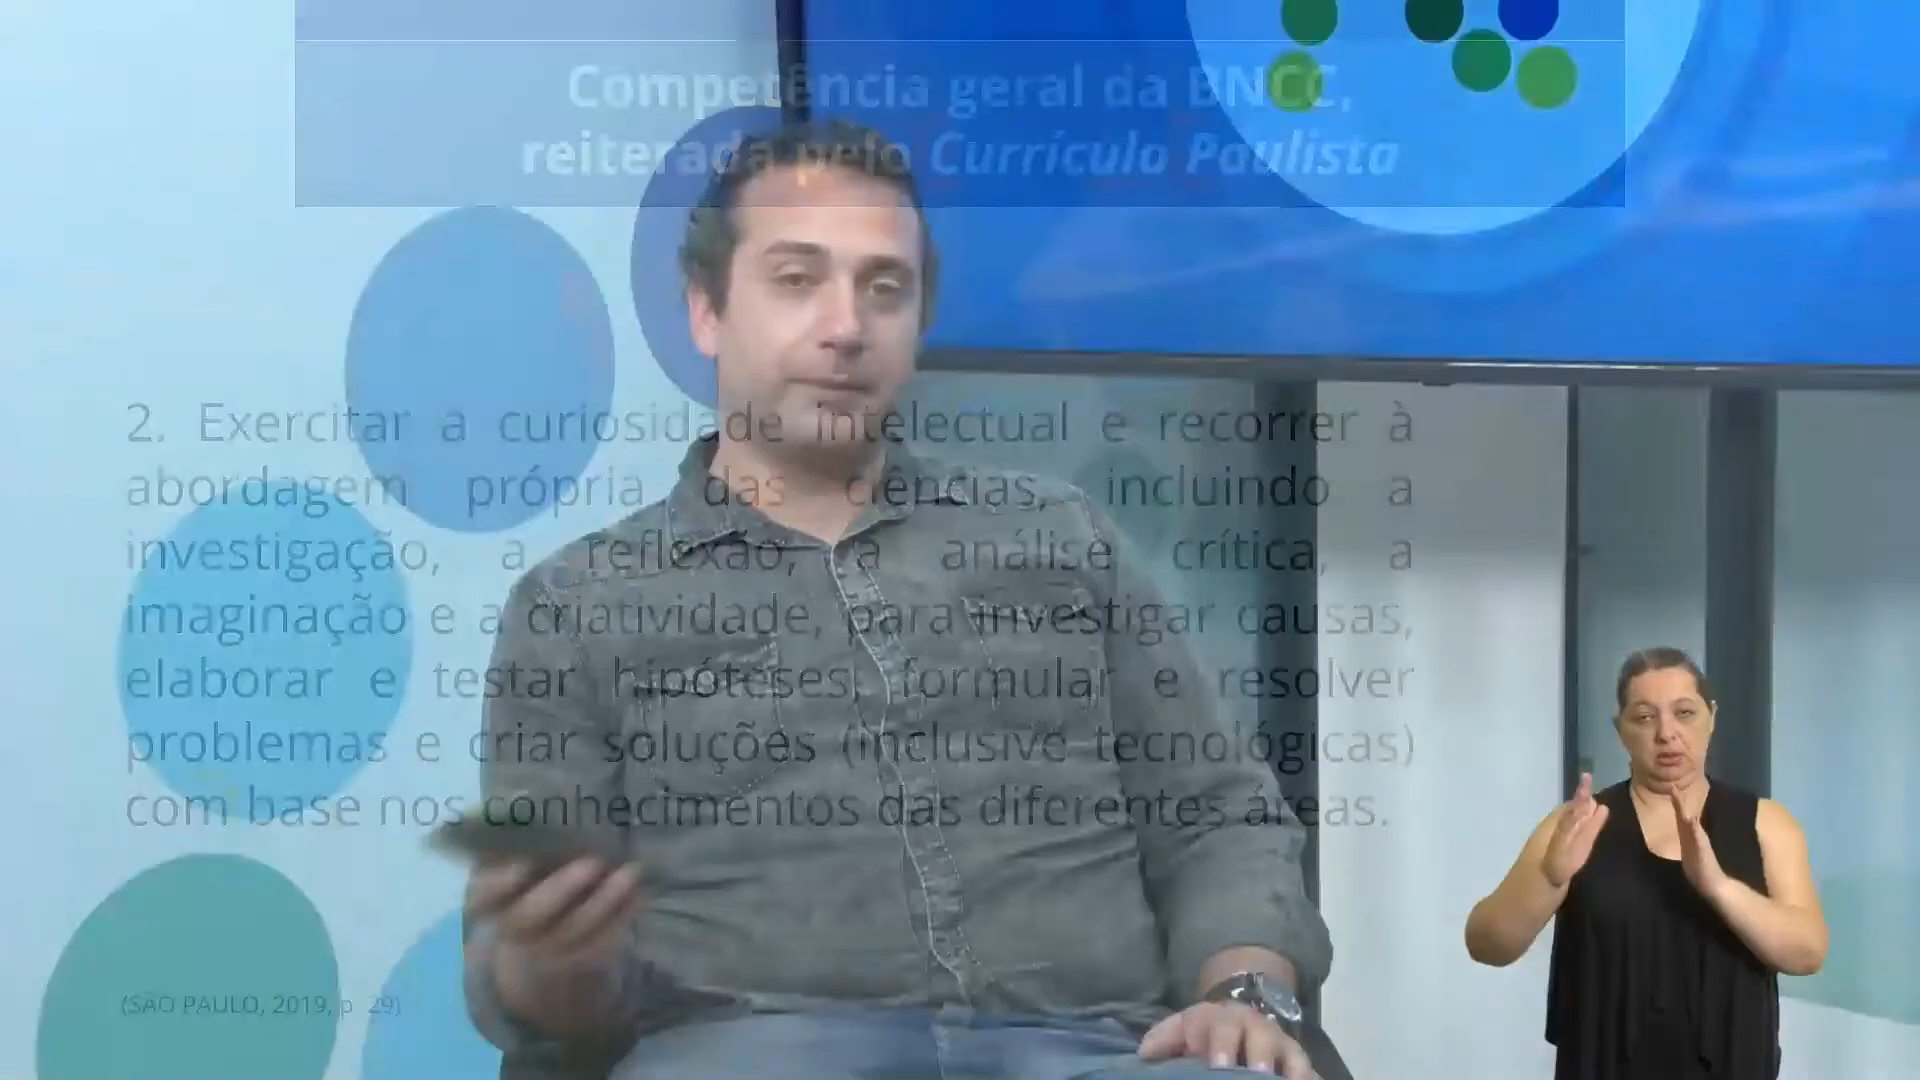 Competência geral da BNCC,
reiterada pelo Currículo Paulista
2. Exercitar a curiosidade intelectual e recorrer à
abordagem própria das ciências, incluindo a
investigação, a reflexão, a análise crítica, a
imaginação e a criatividade, para investigar causas,
elaborar e testar hipóteses, formular e resolver
problemas e criar soluções (inclusive tecnológicas)
com base nos conhecimentos das diferentes áreas.
(SÃO PAULO, 2019, p. 29)